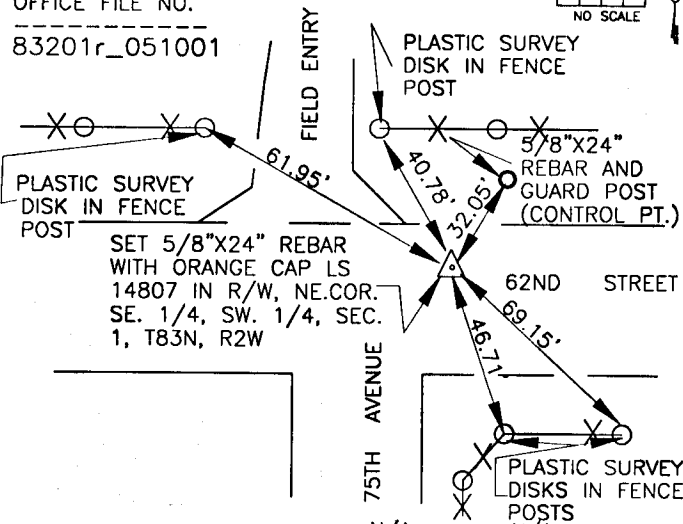 OFFICE FILE NO.
83201r_051001
NO SCALE
FIELD ENTRY
PLASTIC SURVEY
DISK IN FENCE
POST
5/8"X24"
REBAR AND
GUARD POST
(CONTROL PT.)
61.95'
40.78'
32.05'
PLASTIC SURVEY
DISK IN FENCE
POST
SET 5/8"X24" REBAR
WITH ORANGE CAP LS
14807 IN R/W, NE.COR.
SE. 1/4, SW. 1/4, SEC.
1, T83N, R2W
62ND STREET
69.15'
46.71'
75TH AVENUE
PLASTIC SURVEY
DISKS IN FENCE
POSTS